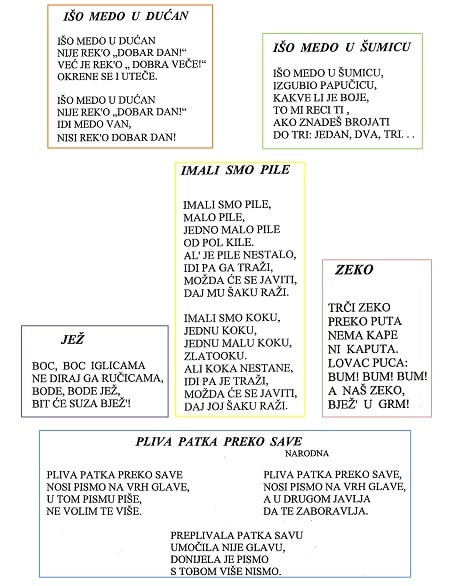 IŠO MEDO U DUĆAN
IŠO MEDO U DUĆAN
NIJE REK'O „DOBAR DAN!“
VEĆ JE REK'O „ DOBRA VEČE!“
OKRENE SE I UTEČE.
IŠO MEDO U DUĆAN
NIJE REK'O „DOBAR DAN!“
IDI MEDO VAN,
NISI REK'O DOBAR DAN!
IŠO MEDO U ŠUMICU
IŠO MEDO U ŠUMICU,
IZGUBIO PAPUČICU,
KAKVE LI JE BOJE,
TO MI RECI TI ,
AKO ZNADEŠ BROJATI
DO TRI: JEDAN, DVA, TRI. . .
IMALI SMO PILE
IMALI SMO PILE,
MALO PILE,
JEDNO MALO PILE
OD POL KILE.
AL' JE PILE NESTALO,
IDI PA GA TRAŽI,
MOŽDA ĆE SE JAVITI,
DAJ MU ŠAKU RAŽI.
IMALI SMO KOKU,
JEDNU KOKU,
JEDNU MALU KOKU,
ZLATOOKU.
ALI KOKA NESTANE,
IDI PA JE TRAŽI,
MOŽDA ĆE SE JAVITI,
DAJ JOJ ŠAKU RAŽI.
ZEKO
TRČI ZEKO
PREKO PUTA
NEMA KAPE
NI KAPUTA.
LOVAC PUCA:
BUM! BUM! BUM!
A NAŠ ZEKO,
BJEŽ' U GRM!
JEŽ
BOC, BOC IGLICAMA
NE DIRAJ GA RUČICAMA,
BODE, BODE JEŽ,
BIT ĆE SUZA BJEŽ'!
PLIVA PATKA PREKO SAVE
NARODNA
PLIVA PATKA PREKO SAVE
NOSI PISMO NA VRH GLAVE,
U TOM PISMU PIŠE,
NE VOLIM TE VIŠE.
PLIVA PATKA PREKO SAVE,
NOSI PISMO NA VRH GLAVE,
A U DRUGOM JAVLJA
DA TE ZABORAVLJA.
PREPLIVALA PATKA SAVU
UMOČILA NIJE GLAVU,
DONIJELA JE PISMO
S TOBOM VIŠE NISMO.